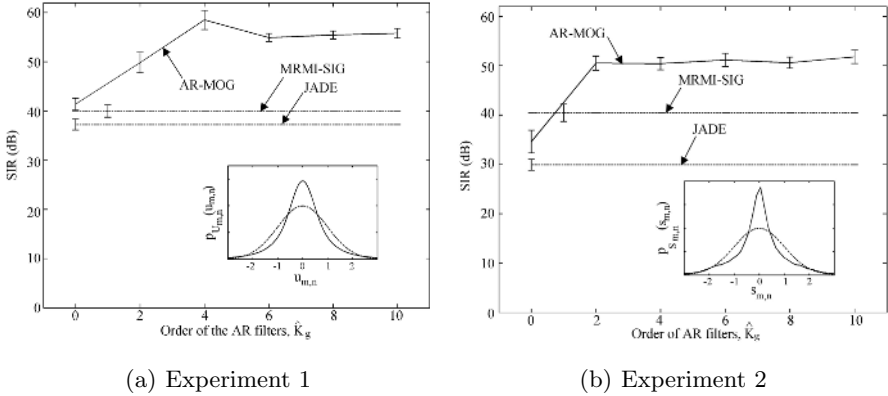 60
50
40
30
20
10
0
SIR (dB)
AR-MOG
MRMI-SIG
JADE
p_{U_{m,n}}(u_{m,n})
-2 -1 0 1 2
u_{m,n}
0 2 4 6 8 10
Order of the AR filters, K̂_g
(a) Experiment 1
60
50
40
30
20
10
0
SIR (dB)
AR-MOG
MRMI-SIG
JADE
p_{S_{m,n}}(s_{m,n})
-2 -1 0 1 2
s_{m,n}
0 2 4 6 8 10
Order of AR filters, K̂_g
(b) Experiment 2